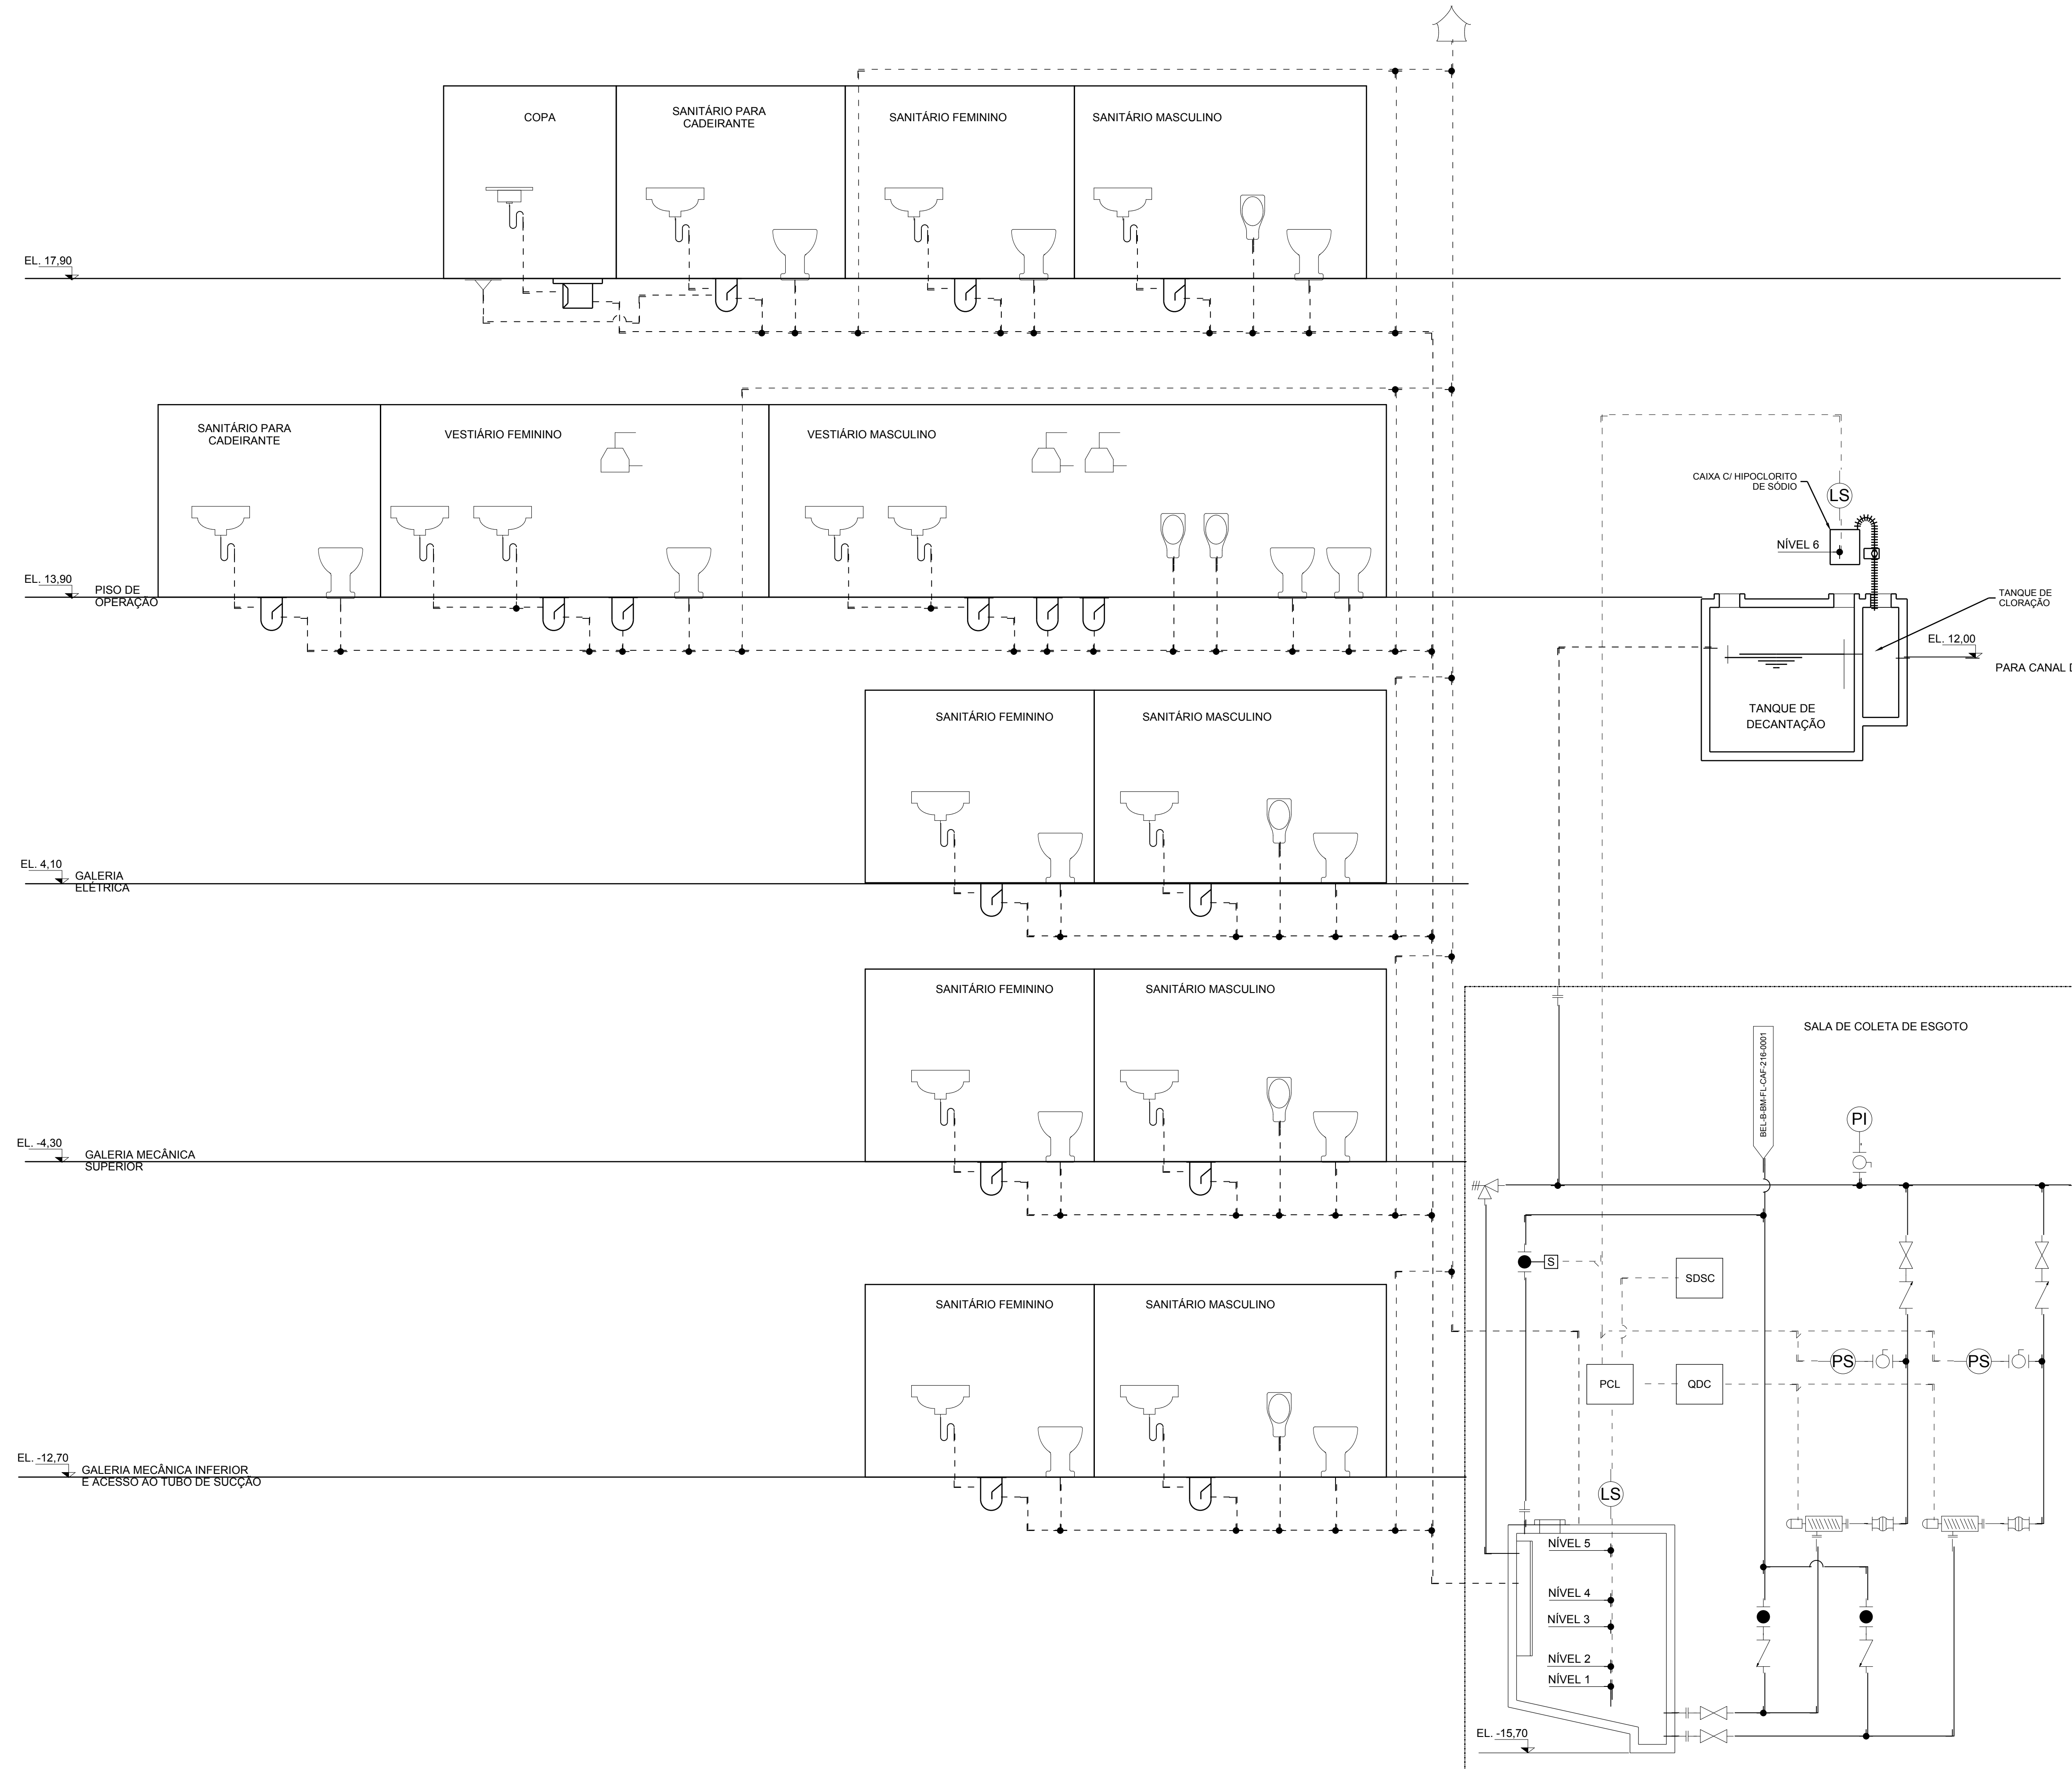 COPA
SANITÁRIO PARA
CADEIRANTE
SANITÁRIO FEMININO
SANITÁRIO MASCULINO
EL. 17,90
SANITÁRIO PARA
CADEIRANTE
VESTIÁRIO FEMININO
VESTIÁRIO MASCULINO
CAIXA C/ HIPOCLORITO
DE SÓDIO
LS
NÍVEL 6
EL. 13,90
PISO DE
OPERAÇÃO
TANQUE DE
CLORAÇÃO
EL. 12,00
PARA CANAL
TANQUE DE
DECANTAÇÃO
SANITÁRIO FEMININO
SANITÁRIO MASCULINO
EL. 4,10
GALERIA
ELÉTRICA
SANITÁRIO FEMININO
SANITÁRIO MASCULINO
SALA DE COLETA DE ESGOTO
BEL-B-BM-FL-CAF-216-0001
PI
EL. -4,30
GALERIA MECÂNICA
SUPERIOR
S
SDSC
SANITÁRIO FEMININO
SANITÁRIO MASCULINO
PS
PS
PCL
QDC
EL. -12,70
GALERIA MECÂNICA INFERIOR
E ACESSO AO TUBO DE SUCÇÃO
LS
NÍVEL 5
NÍVEL 4
NÍVEL 3
NÍVEL 2
NÍVEL 1
EL. -15,70